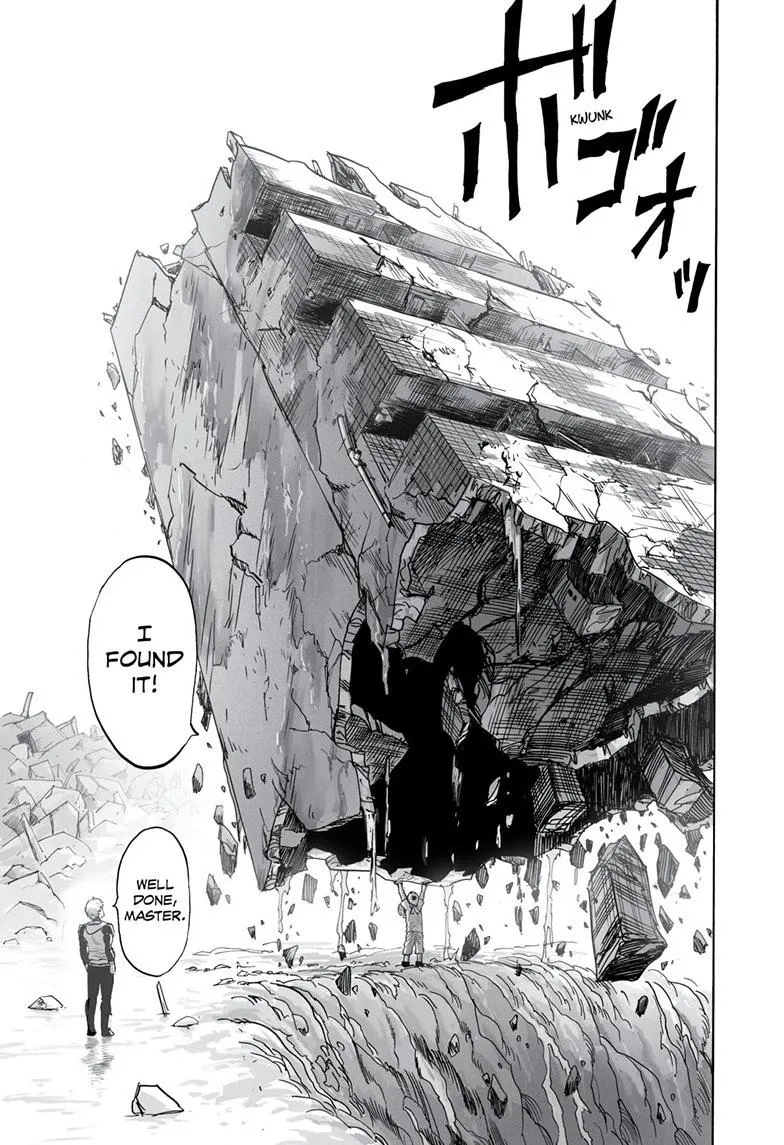 ボゴォッ
KWUNK
I
FOUND
IT!
WELL
DONE,
MASTER.